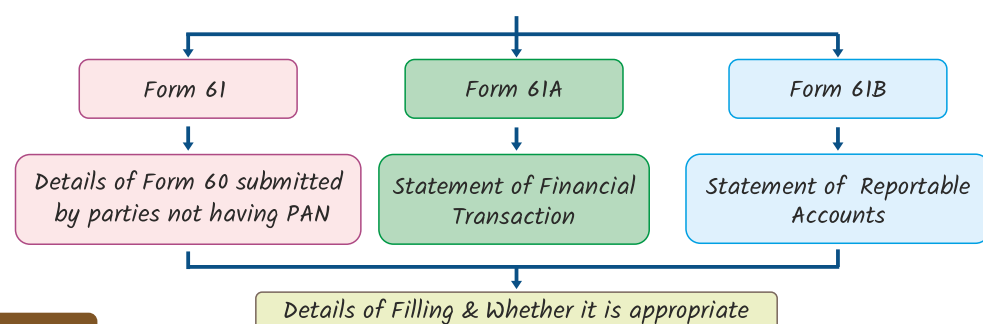 Form 61
Form 61A
Form 61B
Details of Form 60 submitted
by parties not having PAN
Statement of Financial
Transaction
Statement of Reportable
Accounts
Details of Filling & Whether it is appropriate